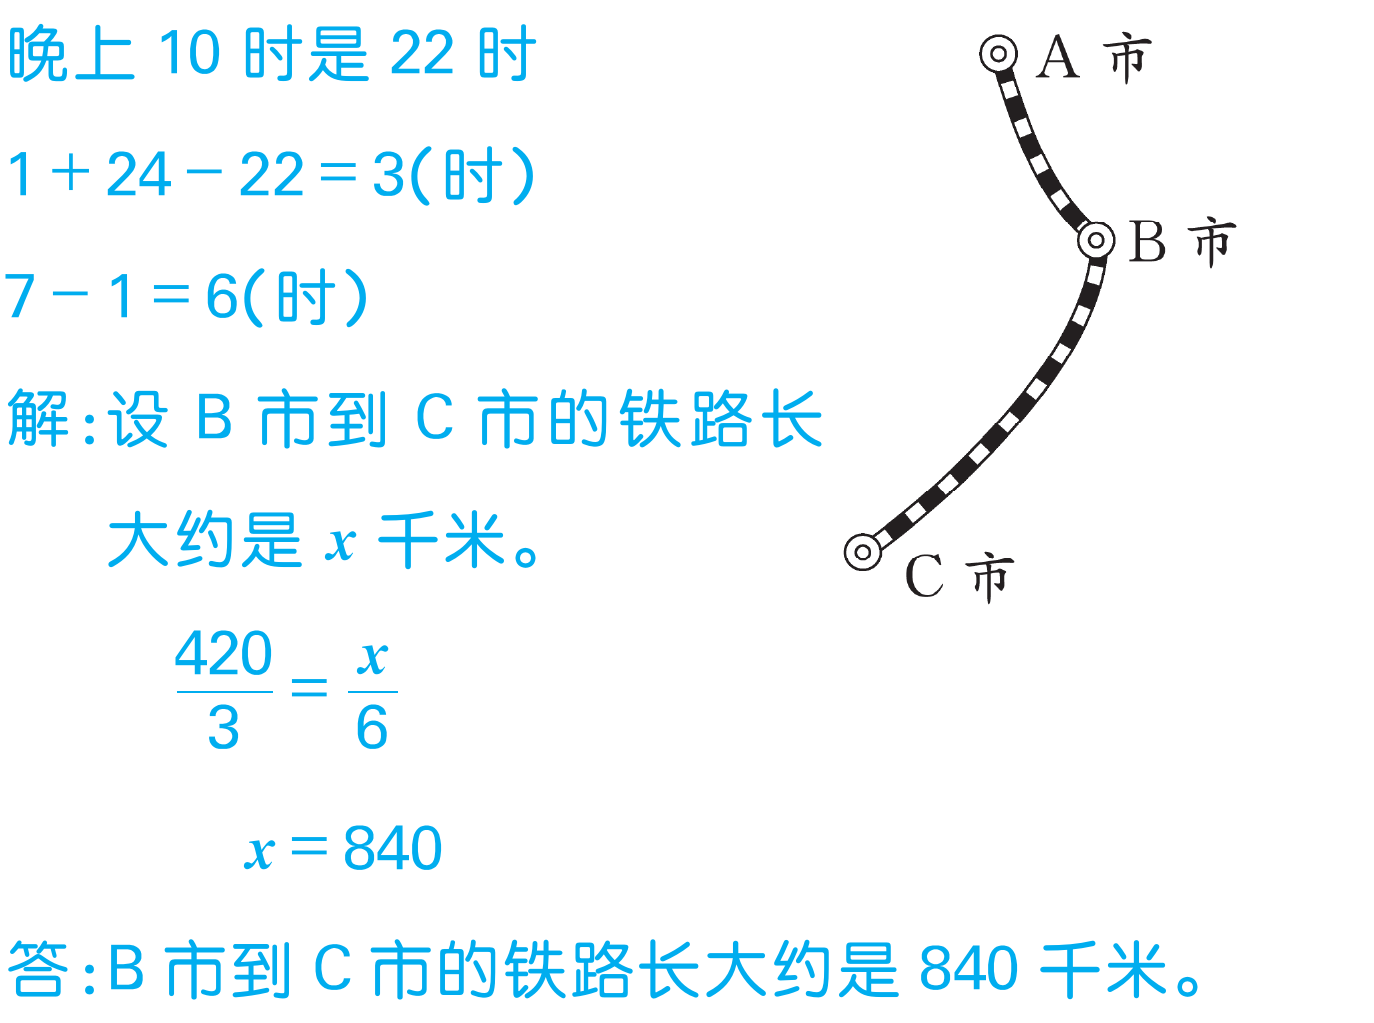 晚上 10 时是 22 时
1 + 24 - 22 = 3(时)
7 - 1 = 6(时)
解:设 B 市到 C 市的铁路长
大约是 x 千米。
420/3 = x/6
x = 840
答:B 市到 C 市的铁路长大约是 840 千米。
A 市
B 市
C 市